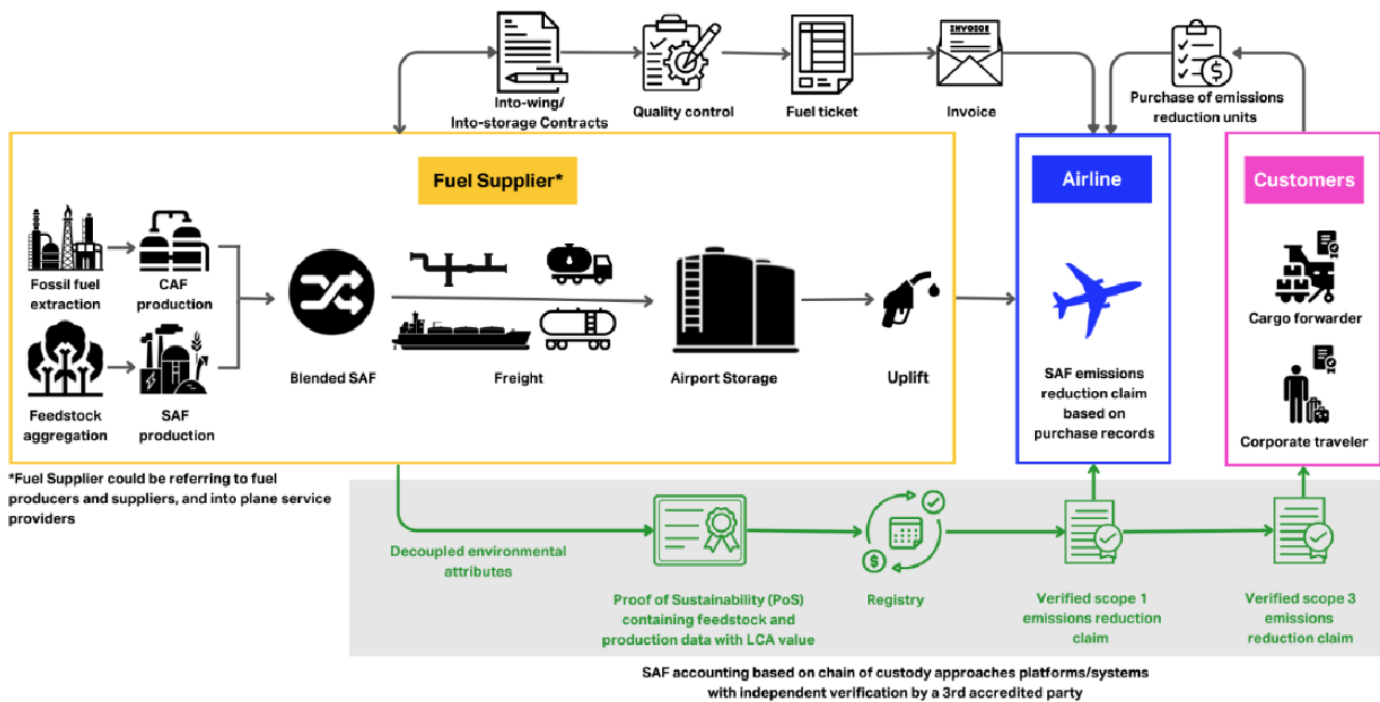 INVOICE
Into-wing/
Into-storage Contracts
Quality control
Fuel ticket
Invoice
Purchase of emissions
reduction units
Fuel Supplier*
Airline
Customers
Fossil fuel
extraction
CAF
production
Feedstock
aggregation
SAF
production
Blended SAF
Freight
Airport Storage
Uplift
SAF emissions
reduction claim
based on
purchase records
Cargo forwarder
Corporate traveler
*Fuel Supplier could be referring to fuel
producers and suppliers, and into plane service
providers
Decoupled environmental
attributes
Proof of Sustainability (PoS)
containing feedstock and
production data with LCA value
Registry
Verified scope 1
emissions reduction
claim
Verified scope 3
emissions
reduction claim
SAF accounting based on chain of custody approaches platforms/systems
with independent verification by a 3rd accredited party